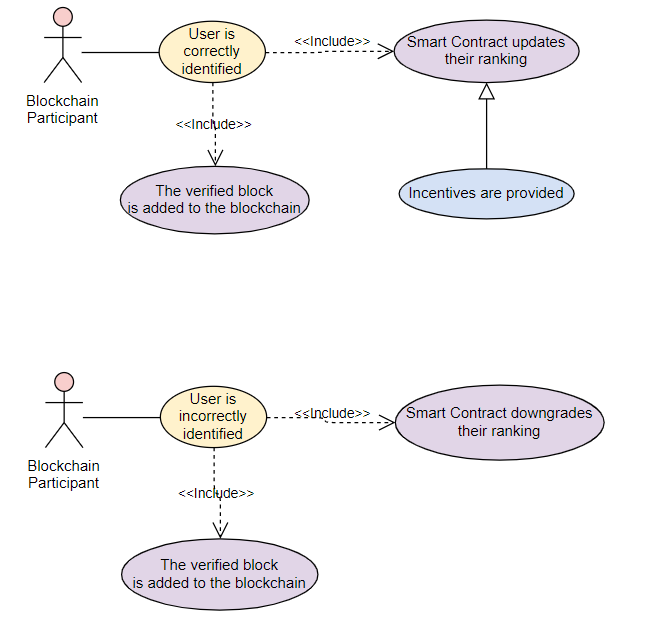 User is
correctly
identified
<<Include>>
Smart Contract updates
their ranking
Blockchain
Participant
<<Include>>
The verified block
is added to the blockchain
Incentives are provided
User is
incorrectly
identified
<<Include>>
Smart Contract downgrades
their ranking
Blockchain
Participant
<<Include>>
The verified block
is added to the blockchain